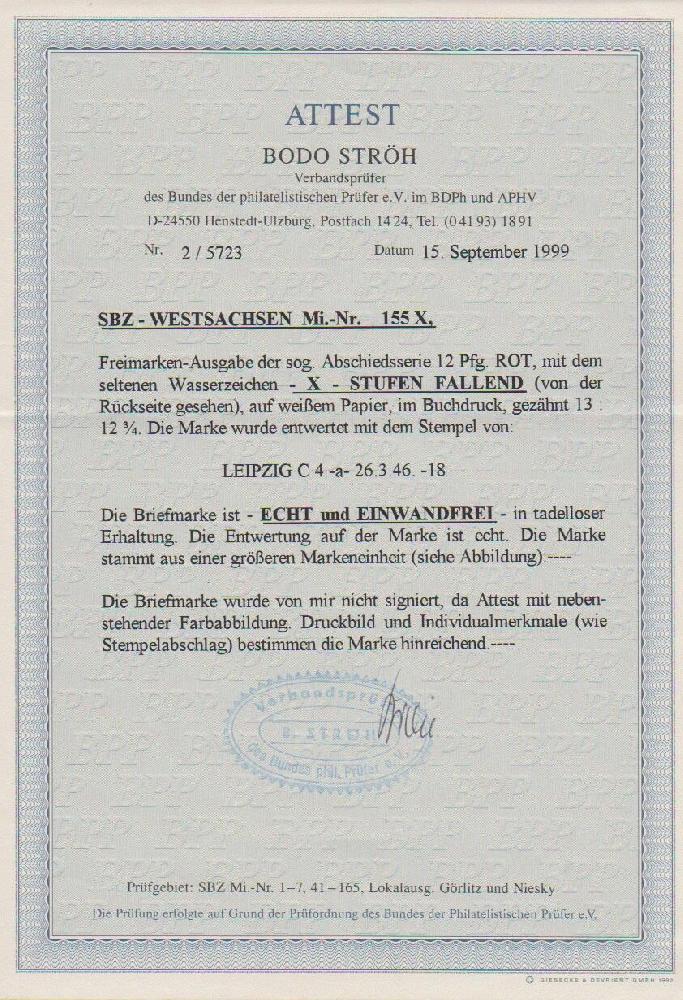 ATTEST
BODO STRÖH
Verbandsprüfer
des Bundes der philatelistischen Prüfer e.V. im BDPh und APHV
D-24550 Henstedt-Ulzburg, Postfach 1424, Tel. (04193) 1891
Nr. 2 / 5723 Datum 15. September 1999
SBZ - WESTSACHSEN Mi.-Nr. 155 X,
Freimarken-Ausgabe der sog. Abschiedsserie 12 Pfg. ROT, mit dem
seltenen Wasserzeichen - X - STUFEN FALLEND (von der
Rückseite gesehen), auf weißem Papier, im Buchdruck, gezähnt 13 :
12 ¾. Die Marke wurde entwertet mit dem Stempel von:
LEIPZIG C 4 -a- 26.3 46. -18
Die Briefmarke ist - ECHT und EINWANDFREI - in tadelloser
Erhaltung. Die Entwertung auf der Marke ist echt. Die Marke
stammt aus einer größeren Markeneinheit (siehe Abbildung) ----
Die Briefmarke wurde von mir nicht signiert, da Attest mit neben-
stehender Farbabbildung. Druckbild und Individualmerkmale (wie
Stempelabschlag) bestimmen die Marke hinreichend.----
Verbandsprüfer
B. STRÖH
des Bundes phil. Prüfer e.V.
Prüfgebiet: SBZ Mi.-Nr. 1–7, 41–165, Lokalausg. Görlitz und Niesky
Die Prüfung erfolgte auf Grund der Prüfordnung des Bundes der Philatelistischen Prüfer e.V.
GIESECKE & DEVRIENT GMBH